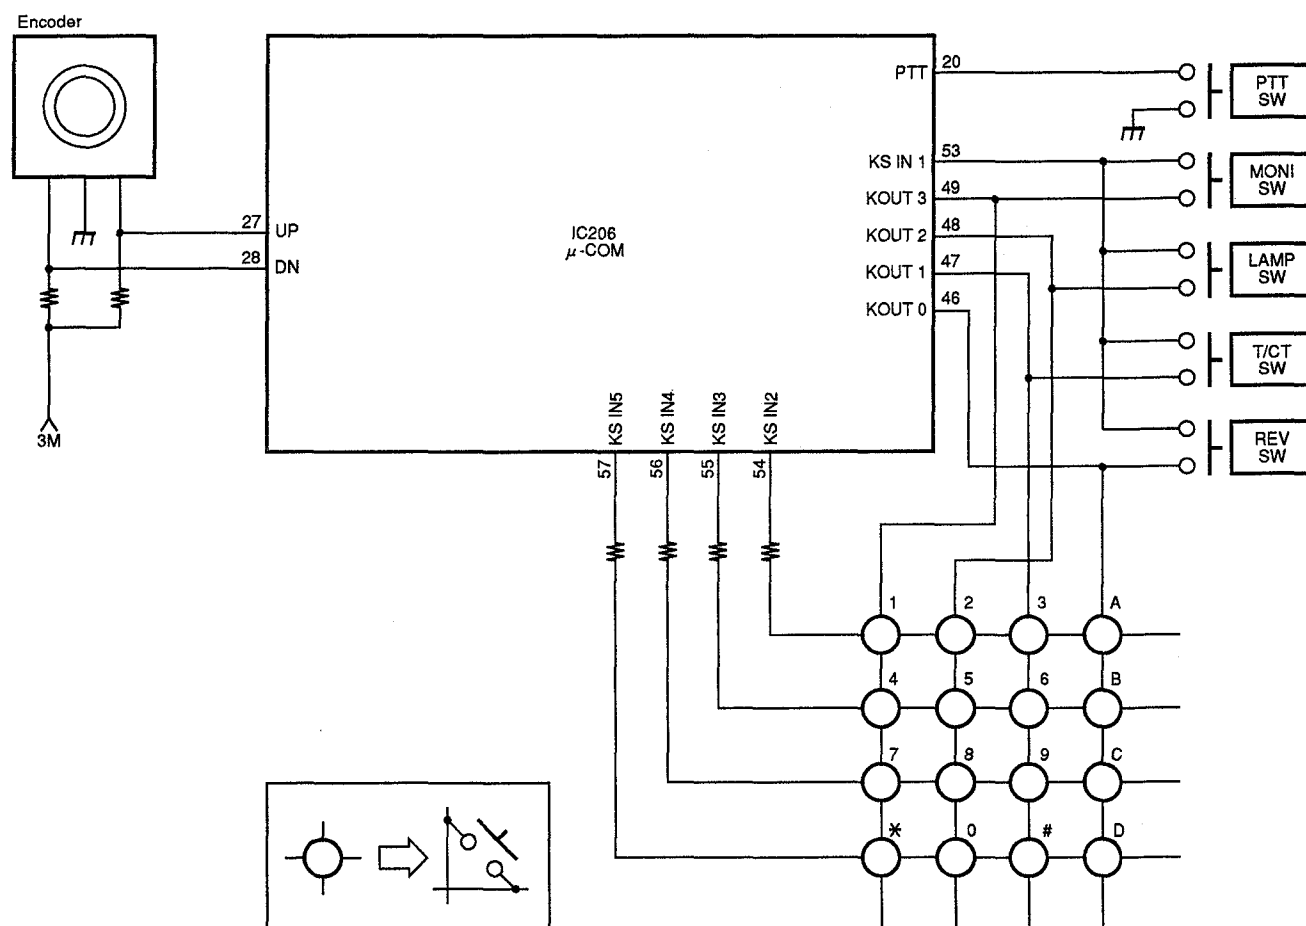 Encoder
PTT 20
PTT
SW
KS IN 1 53
MONI
SW
KOUT 3 49
27 UP
KOUT 2 48
IC206
μ-COM
28 DN
KOUT 1 47
LAMP
SW
KOUT 0 46
T/CT
SW
3M
KS IN5 KS IN4 KS IN3 KS IN2
REV
SW
57 56 55 54
1 2 3 A
4 5 6 B
7 8 9 C
* 0 # D